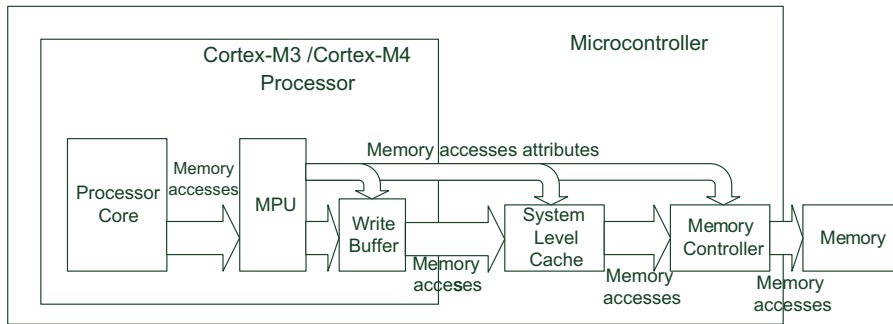 Cortex-M3 /Cortex-M4
Processor
Microcontroller
Memory accesses attributes
Processor
Core
Memory
accesses
MPU
Write
Buffer
Memory
accesses
System
Level
Cache
Memory
accesses
Memory
Controller
Memory
accesses
Memory